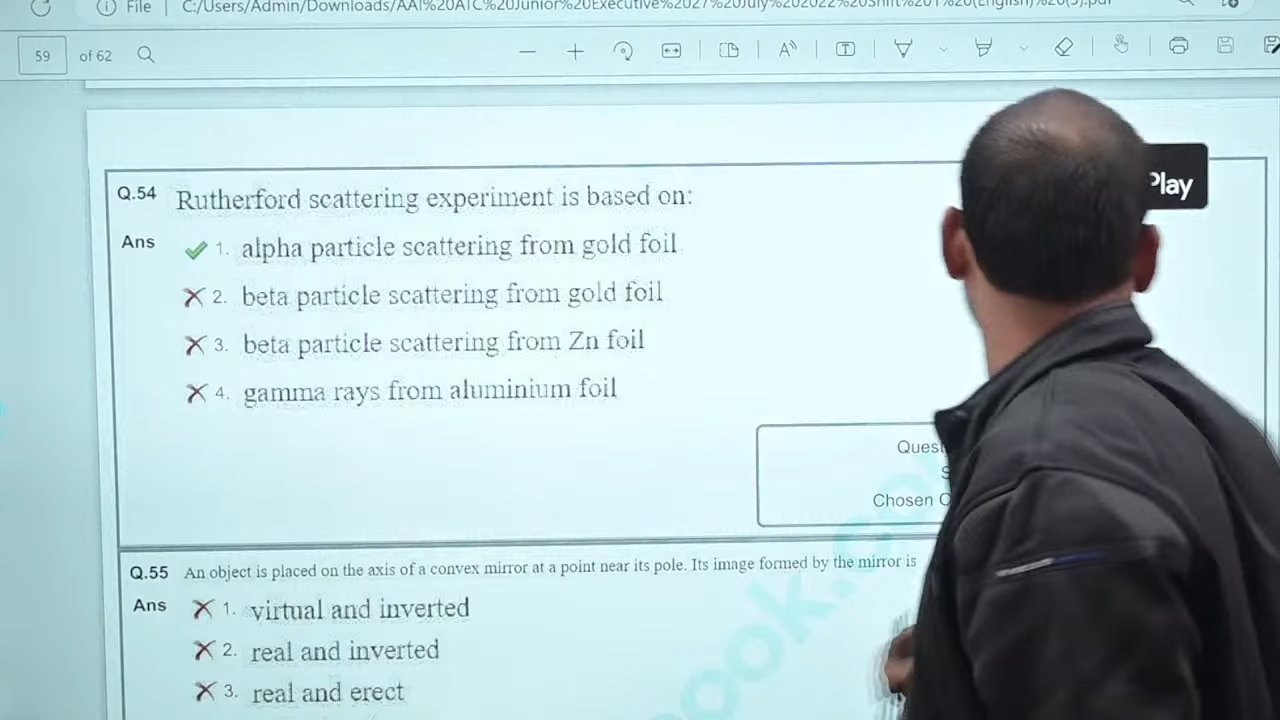 File C:/Users/Admin/Downloads/AAI%20ATC%20Junior%20Executive%2027%20July%202022%20Shift%201%20(English)%20(3).pdf
59 of 62
Play
Q.54 Rutherford scattering experiment is based on:
Ans 1. alpha particle scattering from gold foil
2. beta particle scattering from gold foil
3. beta particle scattering from Zn foil
4. gamma rays from aluminium foil
Chosen
Q.55 An object is placed on the axis of a convex mirror at a point near its pole. Its image formed by the mirror is
Ans 1. virtual and inverted
2. real and inverted
3. real and erect